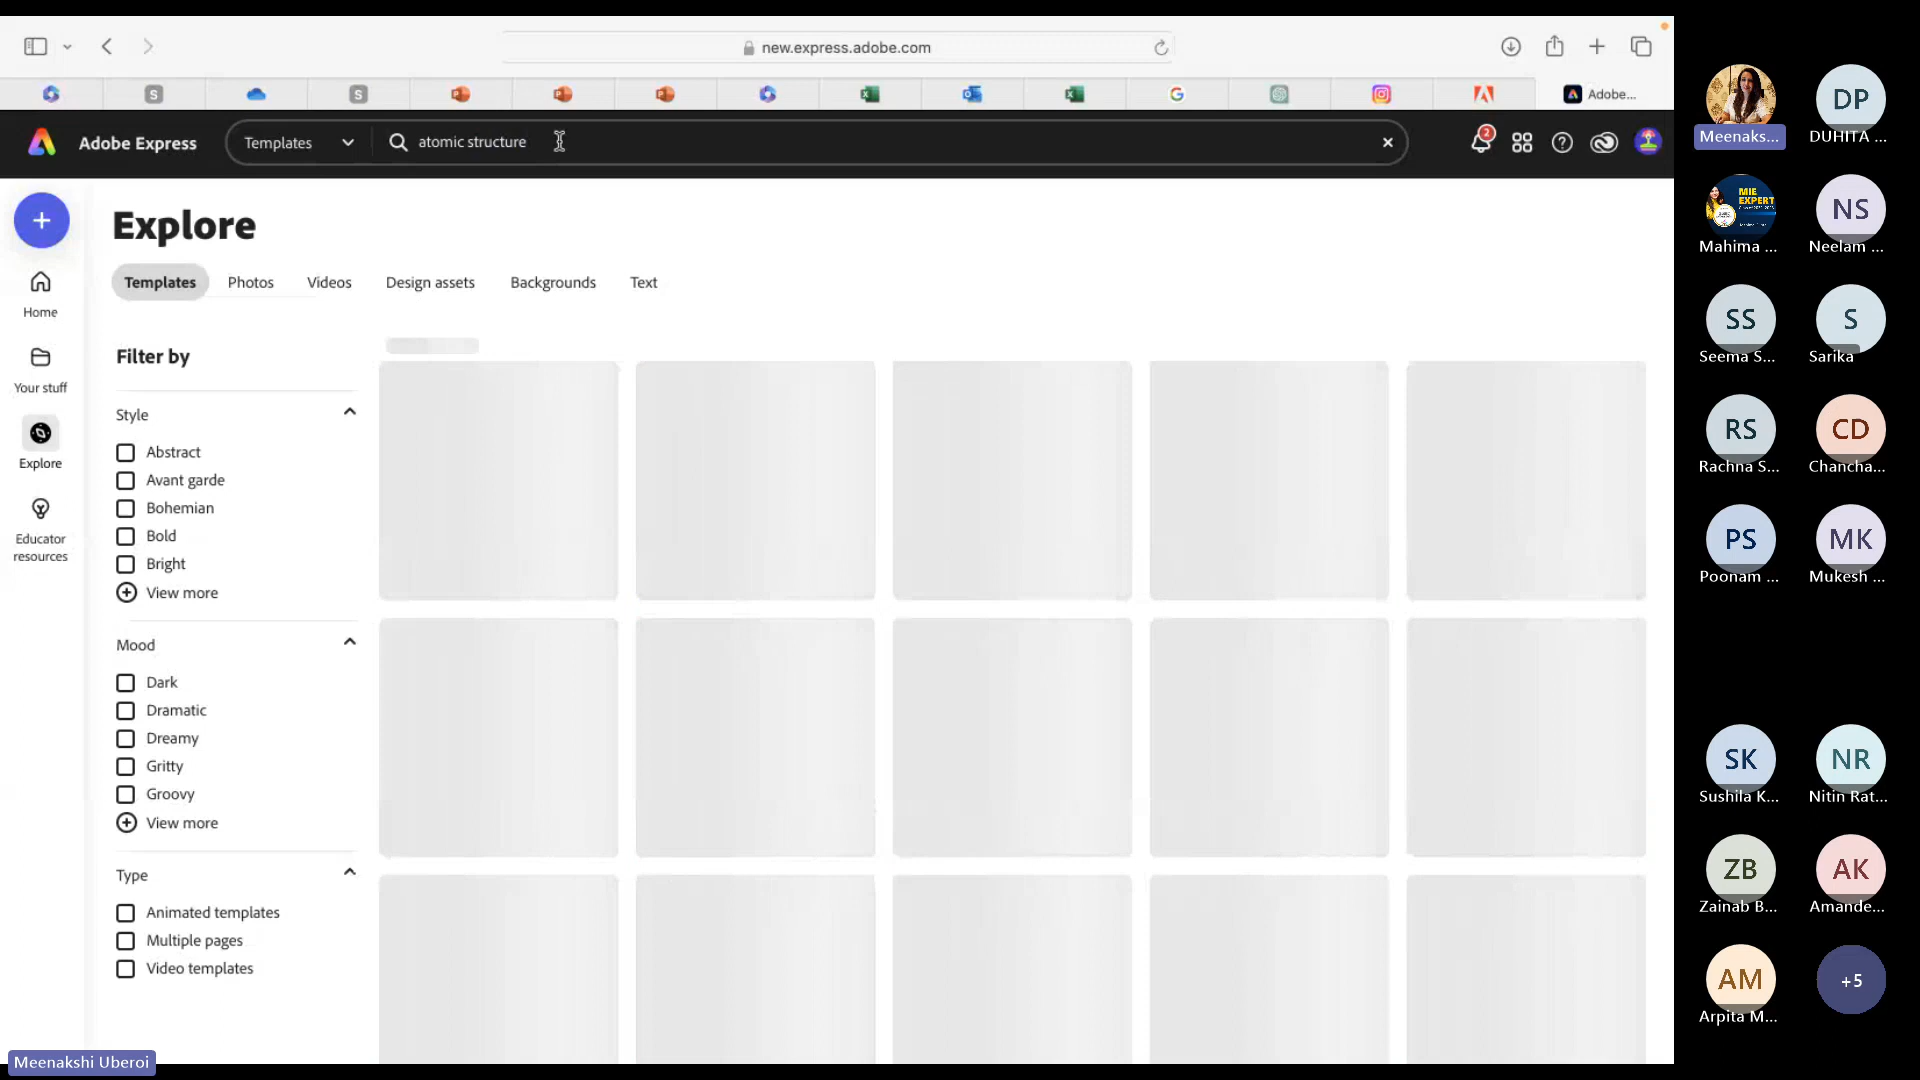 new.express.adobe.com
S
S
Adobe...
Adobe Express
Templates
atomic structure
2
Home
Your stuff
Explore
Educator
resources
Explore
Templates
Photos
Videos
Design assets
Backgrounds
Text
Filter by
Style
Abstract
Avant garde
Bohemian
Bold
Bright
View more
Mood
Dark
Dramatic
Dreamy
Gritty
Groovy
View more
Type
Animated templates
Multiple pages
Video templates
Meenaks...
DP
DUHITA ...
MIE
EXPERT
Mahima ...
NS
Neelam ...
SS
Seema S...
S
Sarika
RS
Rachna S...
CD
Chancha...
PS
Poonam ...
MK
Mukesh ...
SK
Sushila K...
NR
Nitin Rat...
ZB
Zainab B...
AK
Amande...
AM
Arpita M...
+5
Meenakshi Uberoi